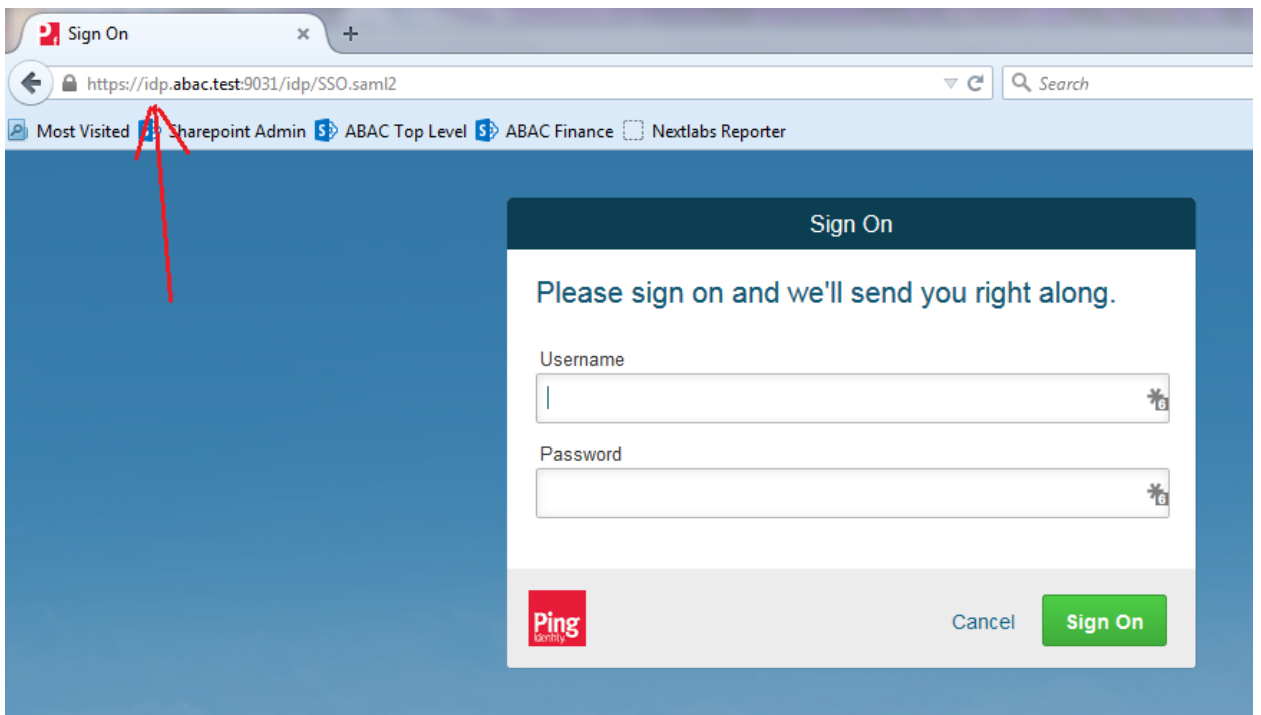 Sign On
https://idp.abac.test:9031/idp/SSO.saml2
Search
Most Visited Sharepoint Admin ABAC Top Level ABAC Finance Nextlabs Reporter
Sign On
Please sign on and we'll send you right along.
Username
6
Password
6
Ping
Identity
Cancel
Sign On